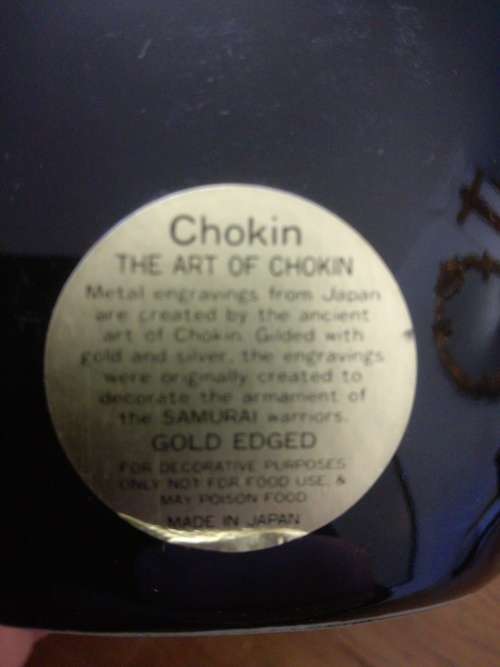 Chokin
THE ART OF CHOKIN
Metal engravings from Japan
are created by the ancient
art of Chokin. Gilded with
gold and silver, the engravings
were originally created to
decorate the armament of
the SAMURAI warriors.
GOLD EDGED
FOR DECORATIVE PURPOSES
ONLY NOT FOR FOOD USE, &
MAY POISON FOOD
MADE IN JAPAN